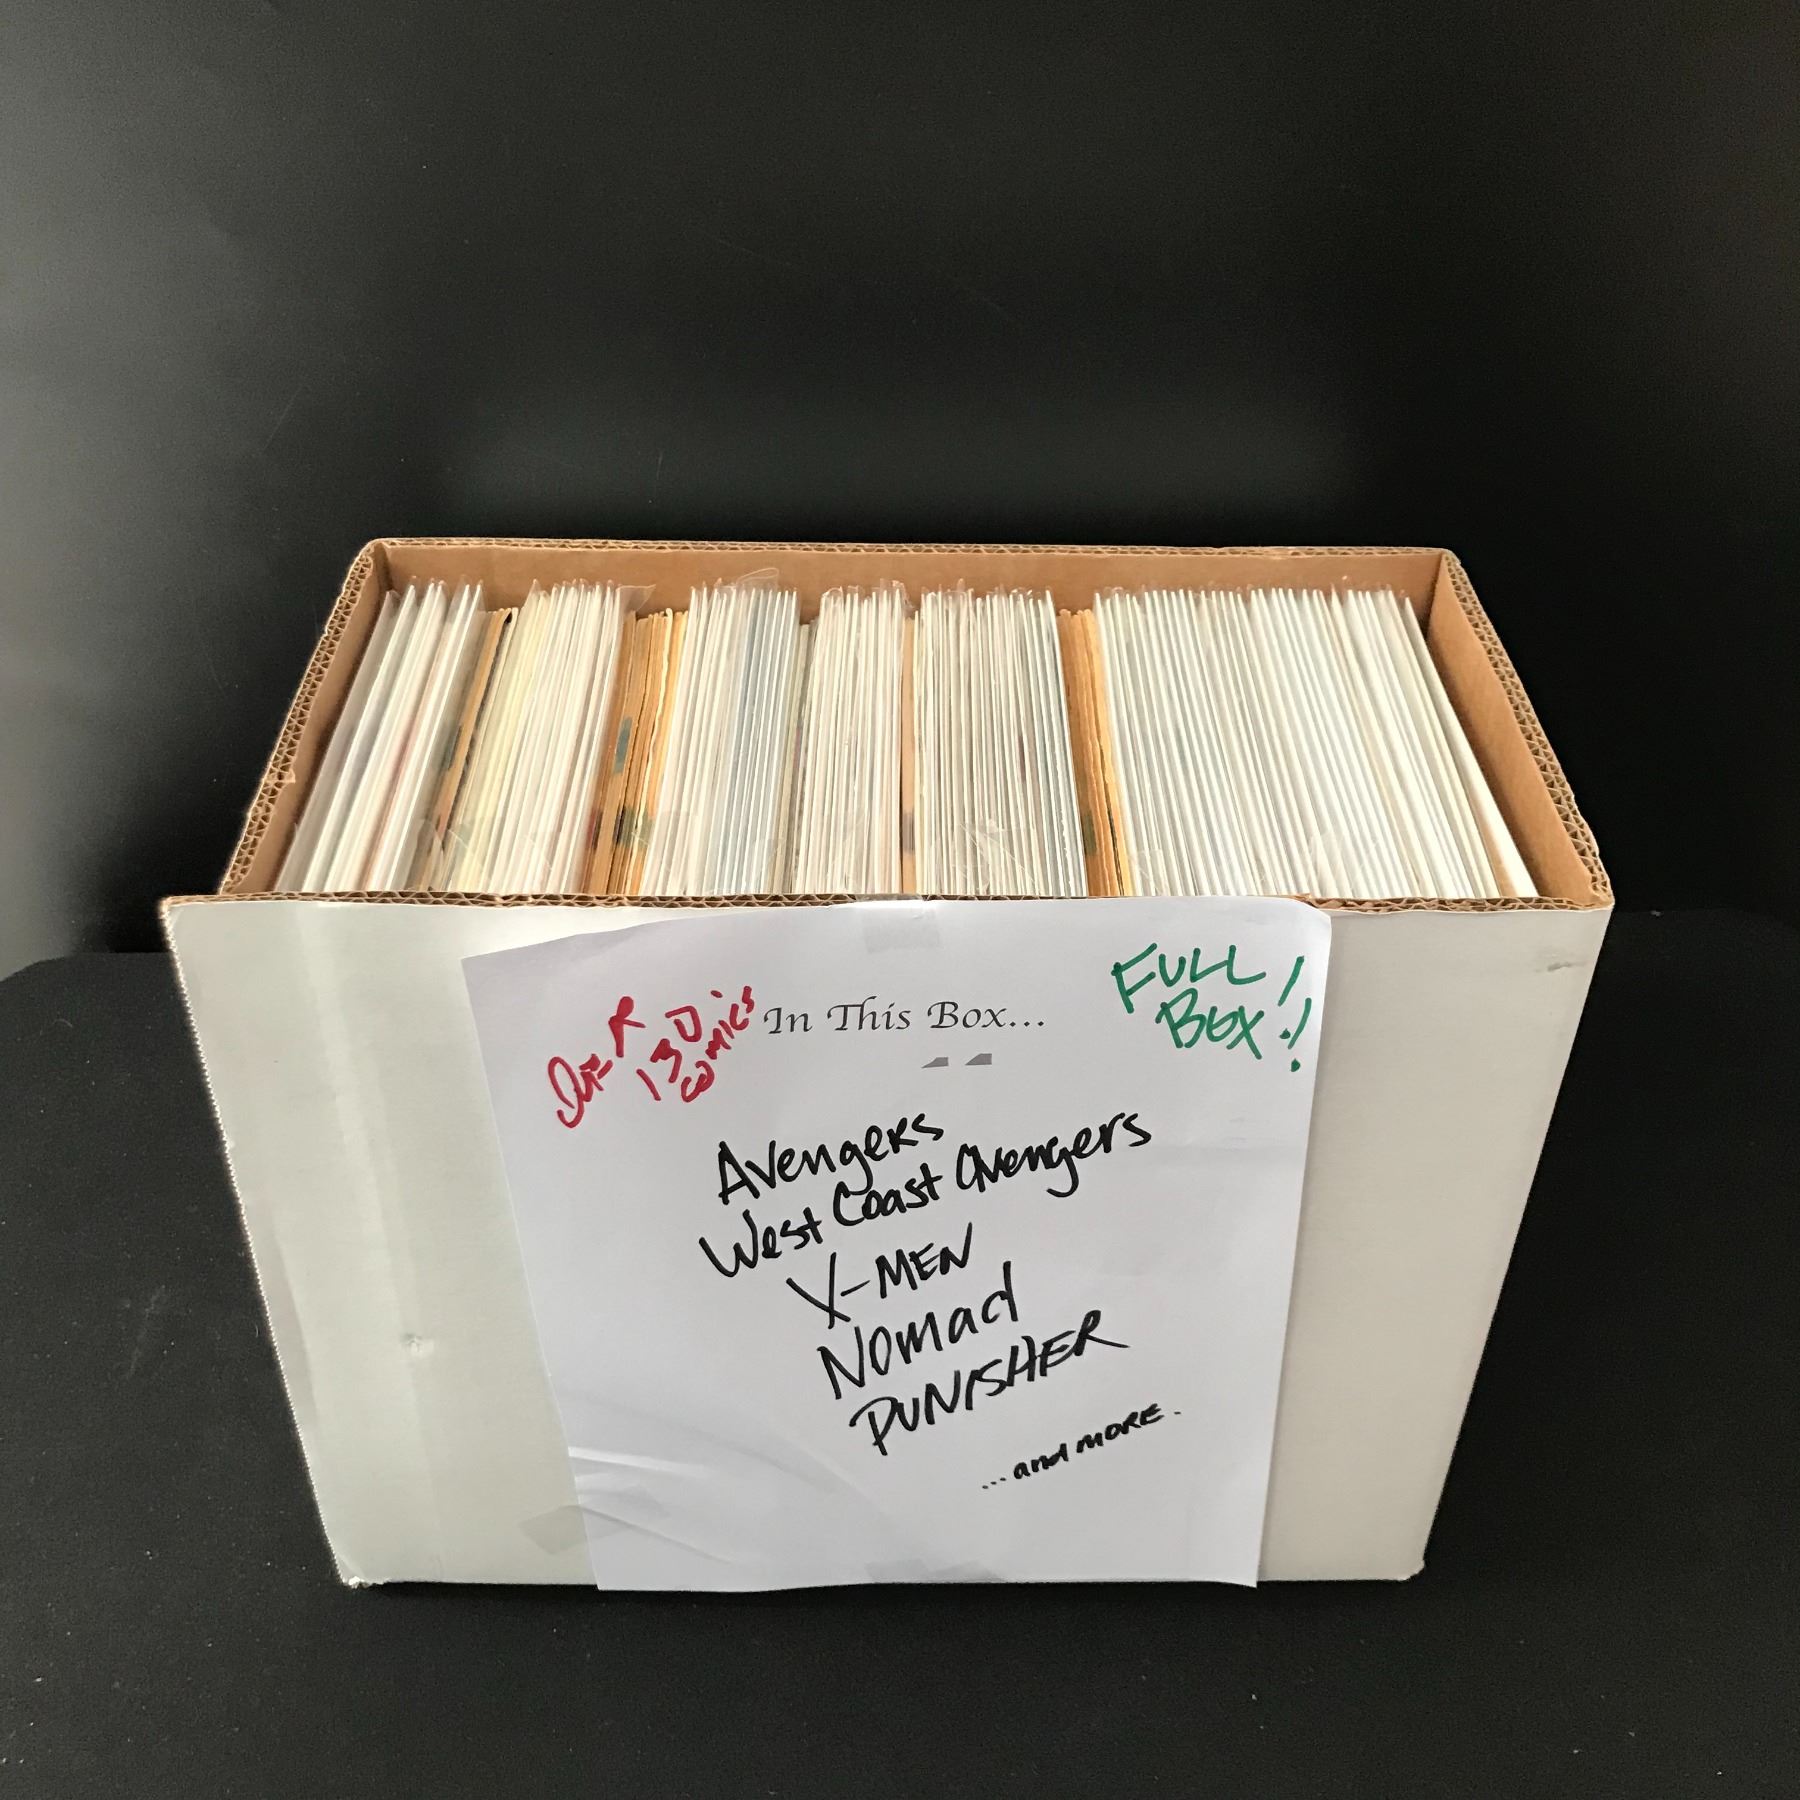 OVER
130
COMICS
In This Box...
FULL
BOX!!
Avengers
West Coast Avengers
X-MEN
Nomad
PUNISHER
...and more.